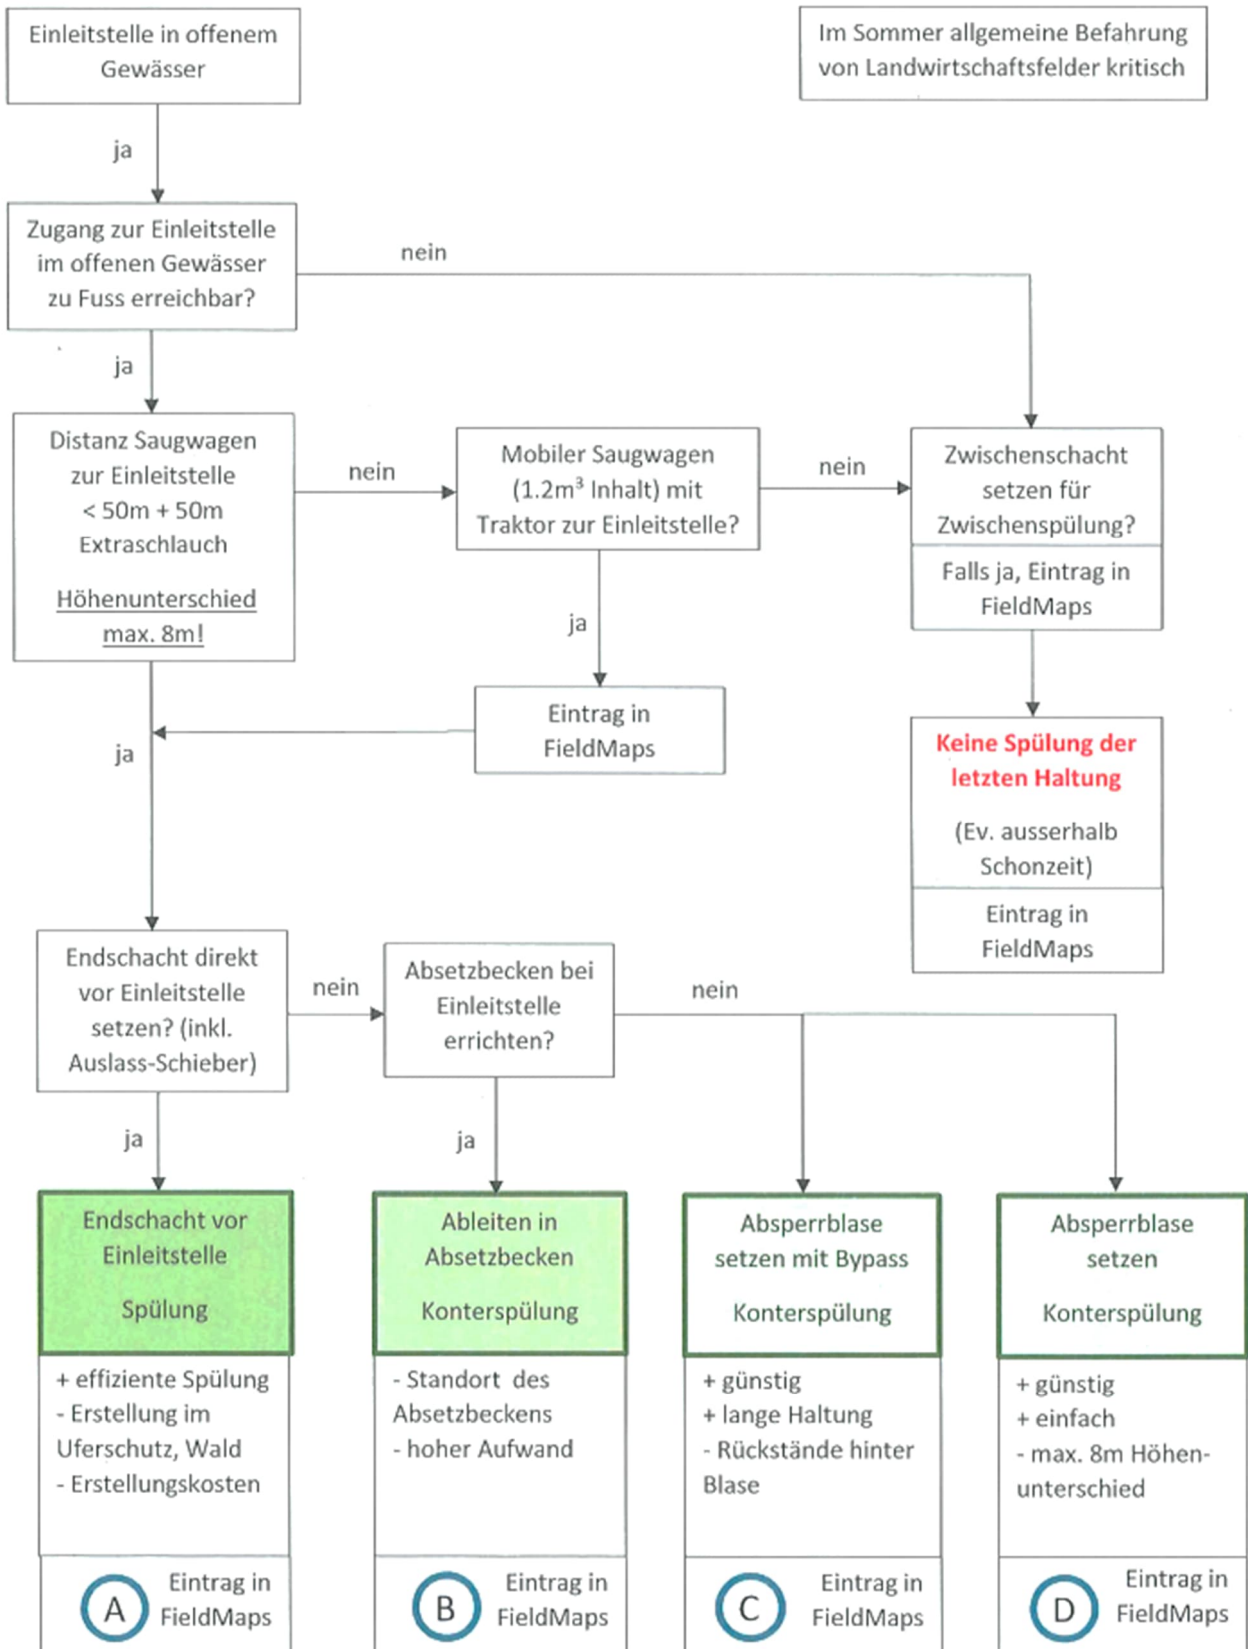 Einleitstelle in offenem
Gewässer
Im Sommer allgemeine Befahrung
von Landwirtschaftsfelder kritisch
ja
Zugang zur Einleitstelle
im offenen Gewässer
zu Fuss erreichbar?
nein
ja
Distanz Saugwagen
zur Einleitstelle
< 50m + 50m
Extraschlauch
Höhenunterschied
max. 8m!
nein
Mobiler Saugwagen
(1.2m³ Inhalt) mit
Traktor zur Einleitstelle?
nein
Zwischenschacht
setzen für
Zwischenspülung?
Falls ja, Eintrag in
FieldMaps
ja
Eintrag in
FieldMaps
ja
Keine Spülung der
letzten Haltung
(Ev. ausserhalb
Schonzeit)
Eintrag in
FieldMaps
Endschacht direkt
vor Einleitstelle
setzen? (inkl.
Auslass-Schieber)
nein
Absetzbecken bei
Einleitstelle
errichten?
nein
ja
ja
Endschacht vor
Einleitstelle
Spülung
+ effiziente Spülung
- Erstellung im
Uferschutz, Wald
- Erstellungskosten
A
Eintrag in
FieldMaps
Ableiten in
Absetzbecken
Konterspülung
- Standort des
Absetzbeckens
- hoher Aufwand
B
Eintrag in
FieldMaps
Absperrblase
setzen mit Bypass
Konterspülung
+ günstig
+ lange Haltung
- Rückstände hinter
Blase
C
Eintrag in
FieldMaps
Absperrblase
setzen
Konterspülung
+ günstig
+ einfach
- max. 8m Höhen-
unterschied
D
Eintrag in
FieldMaps